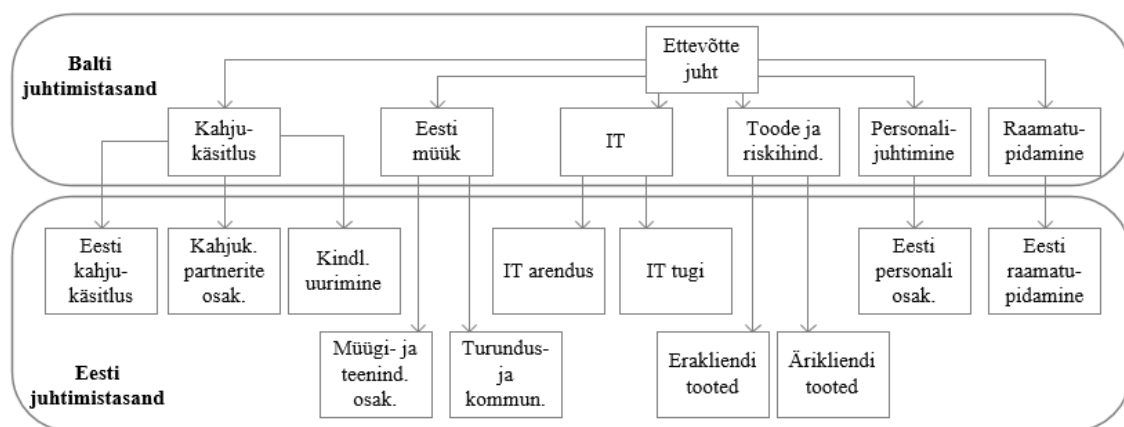 Ettevõtte
juht
Balti
juhtimistasand
Kahju-
käsitlus
Eesti
müük
IT
Toode ja
riskihind.
Personali-
juhtimine
Raamatu-
pidamine
Eesti
kahju-
käsitlus
Kahjuk.
partnerite
osak.
Kindl.
uurimine
IT arendus
IT tugi
Eesti
personali
osak.
Eesti
raamatu-
pidamine
Müügi- ja
teenind.
osak.
Turundus-
ja
kommun.
Erakliendi
tooted
Ärikliendi
tooted
Eesti
juhtimistasand